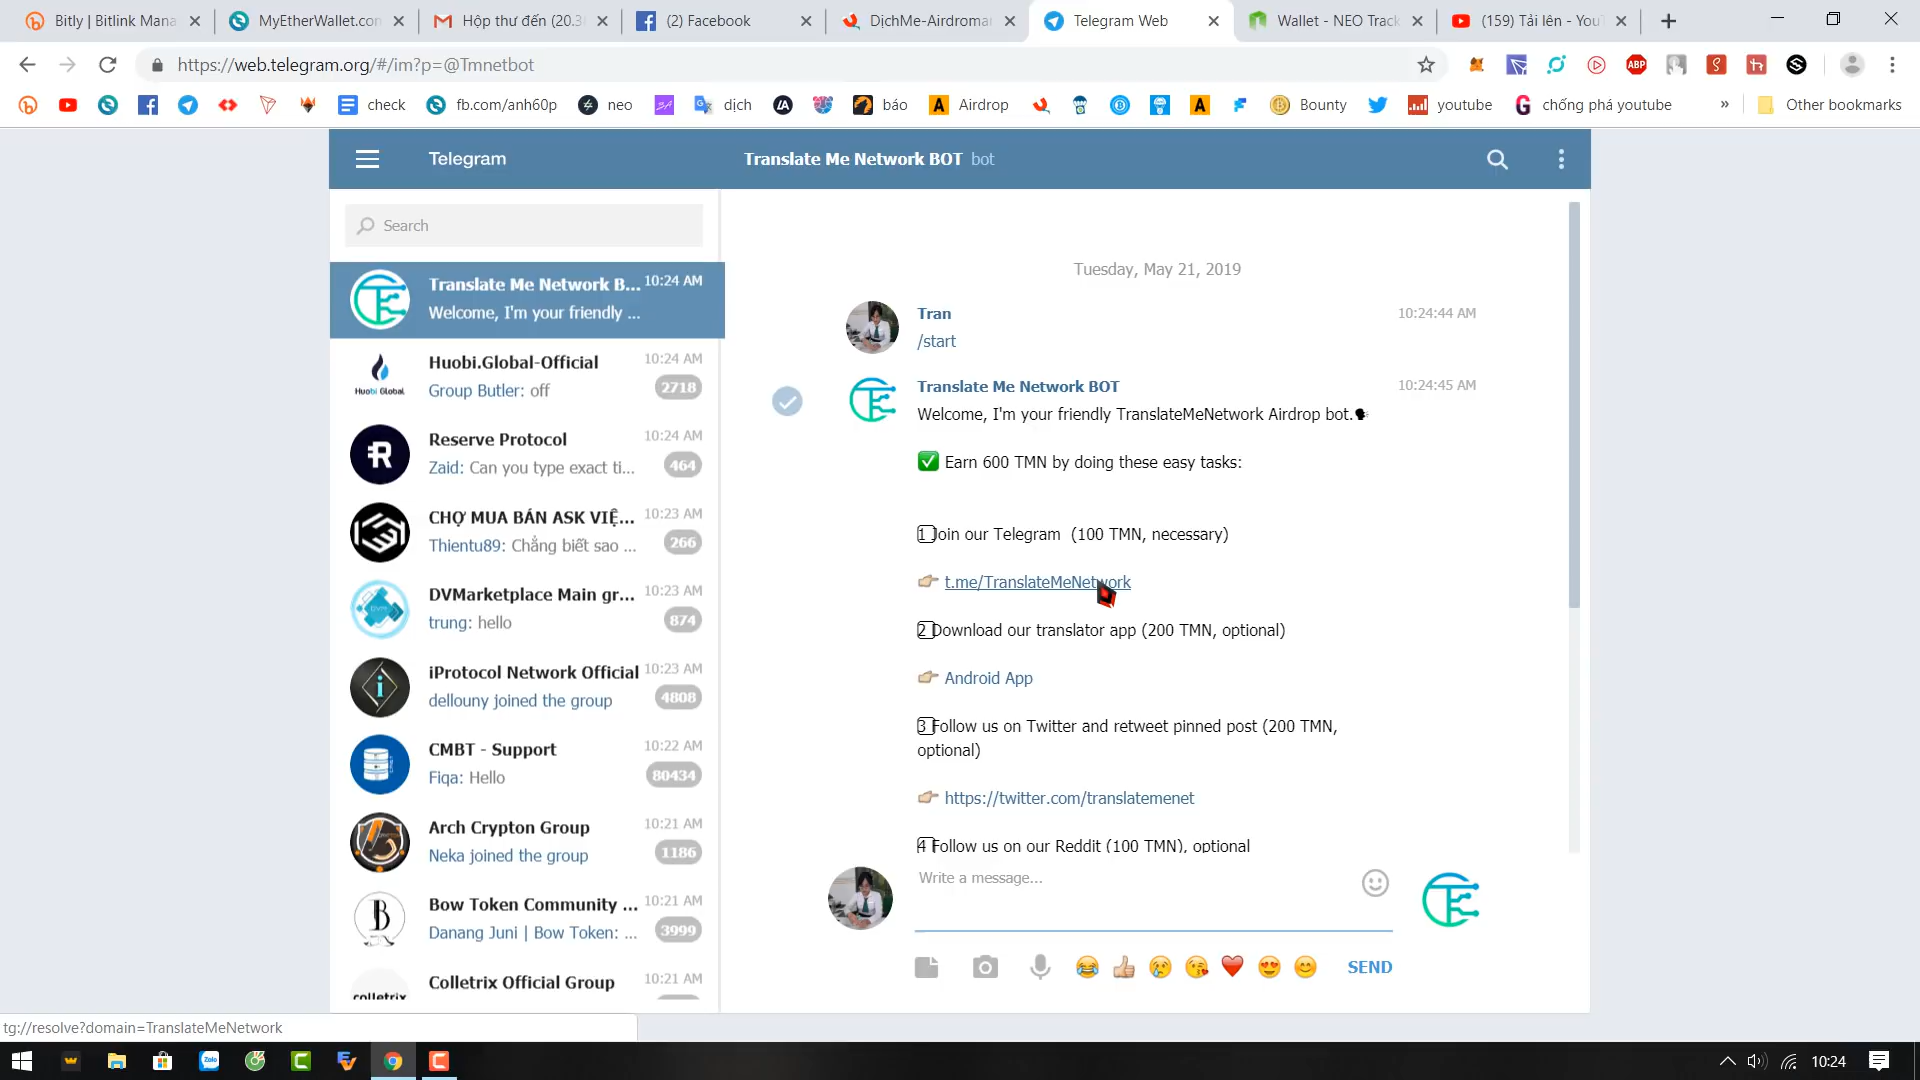 Bitly | Bitlink Mana
MyEtherWallet.con
Hộp thư đến (20.3
(2) Facebook
DịchMe-Airdroman
Telegram Web
Wallet - NEO Track
(159) Tải lên - YouT
https://web.telegram.org/#/im?p=@Tmnetbot
check
fb.com/anh60p
neo
dịch
báo
Airdrop
Bounty
youtube
chống phá youtube
»
Other bookmarks
Telegram
Translate Me Network BOT bot
Search
Translate Me Network B... 10:24 AM
Welcome, I'm your friendly ...
Huobi.Global-Official 10:24 AM
Group Butler: off 2718
Huobi Global
Reserve Protocol 10:24 AM
Zaid: Can you type exact ti... 464
CHỢ MUA BÁN ASK VIỆ... 10:23 AM
Thientu89: Chẳng biết sao ... 266
DVMarketplace Main gr... 10:23 AM
trung: hello 874
iProtocol Network Official 10:23 AM
dellouny joined the group 4808
CMBT - Support 10:22 AM
Fiqa: Hello 80434
Arch Crypton Group 10:21 AM
Neka joined the group 1186
Bow Token Community ... 10:21 AM
Danang Juni | Bow Token: ... 3999
Colletrix Official Group 10:21 AM
colletrix
Tuesday, May 21, 2019
Tran 10:24:44 AM
/start
Translate Me Network BOT 10:24:45 AM
Welcome, I'm your friendly TranslateMeNetwork Airdrop bot.🗣
✅ Earn 600 TMN by doing these easy tasks:
1 Join our Telegram (100 TMN, necessary)
👉🏼 t.me/TranslateMeNetwork
2 Download our translator app (200 TMN, optional)
👉🏼 Android App
3 Follow us on Twitter and retweet pinned post (200 TMN,
optional)
👉🏼 https://twitter.com/translatemenet
4 Follow us on our Reddit (100 TMN), optional
Write a message...
SEND
tg://resolve?domain=TranslateMeNetwork
10:24